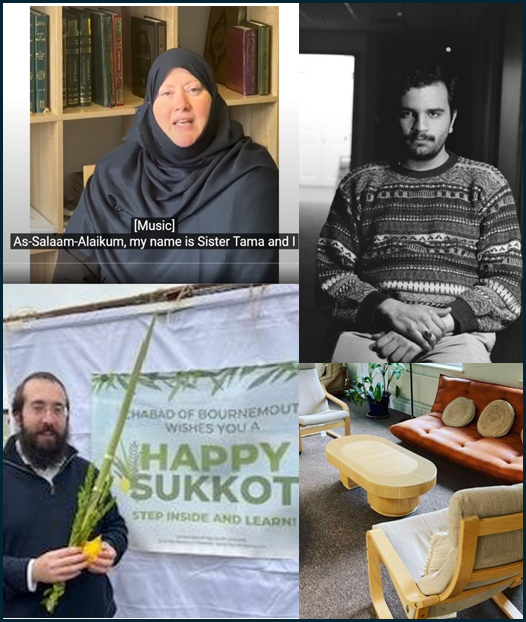 [Music]
As-Salaam-Alaikum, my name is Sister Tama and I
CHABAD OF BOURNEMOUT
WISHES YOU A
HAPPY
SUKKOT
STEP INSIDE AND LEARN!